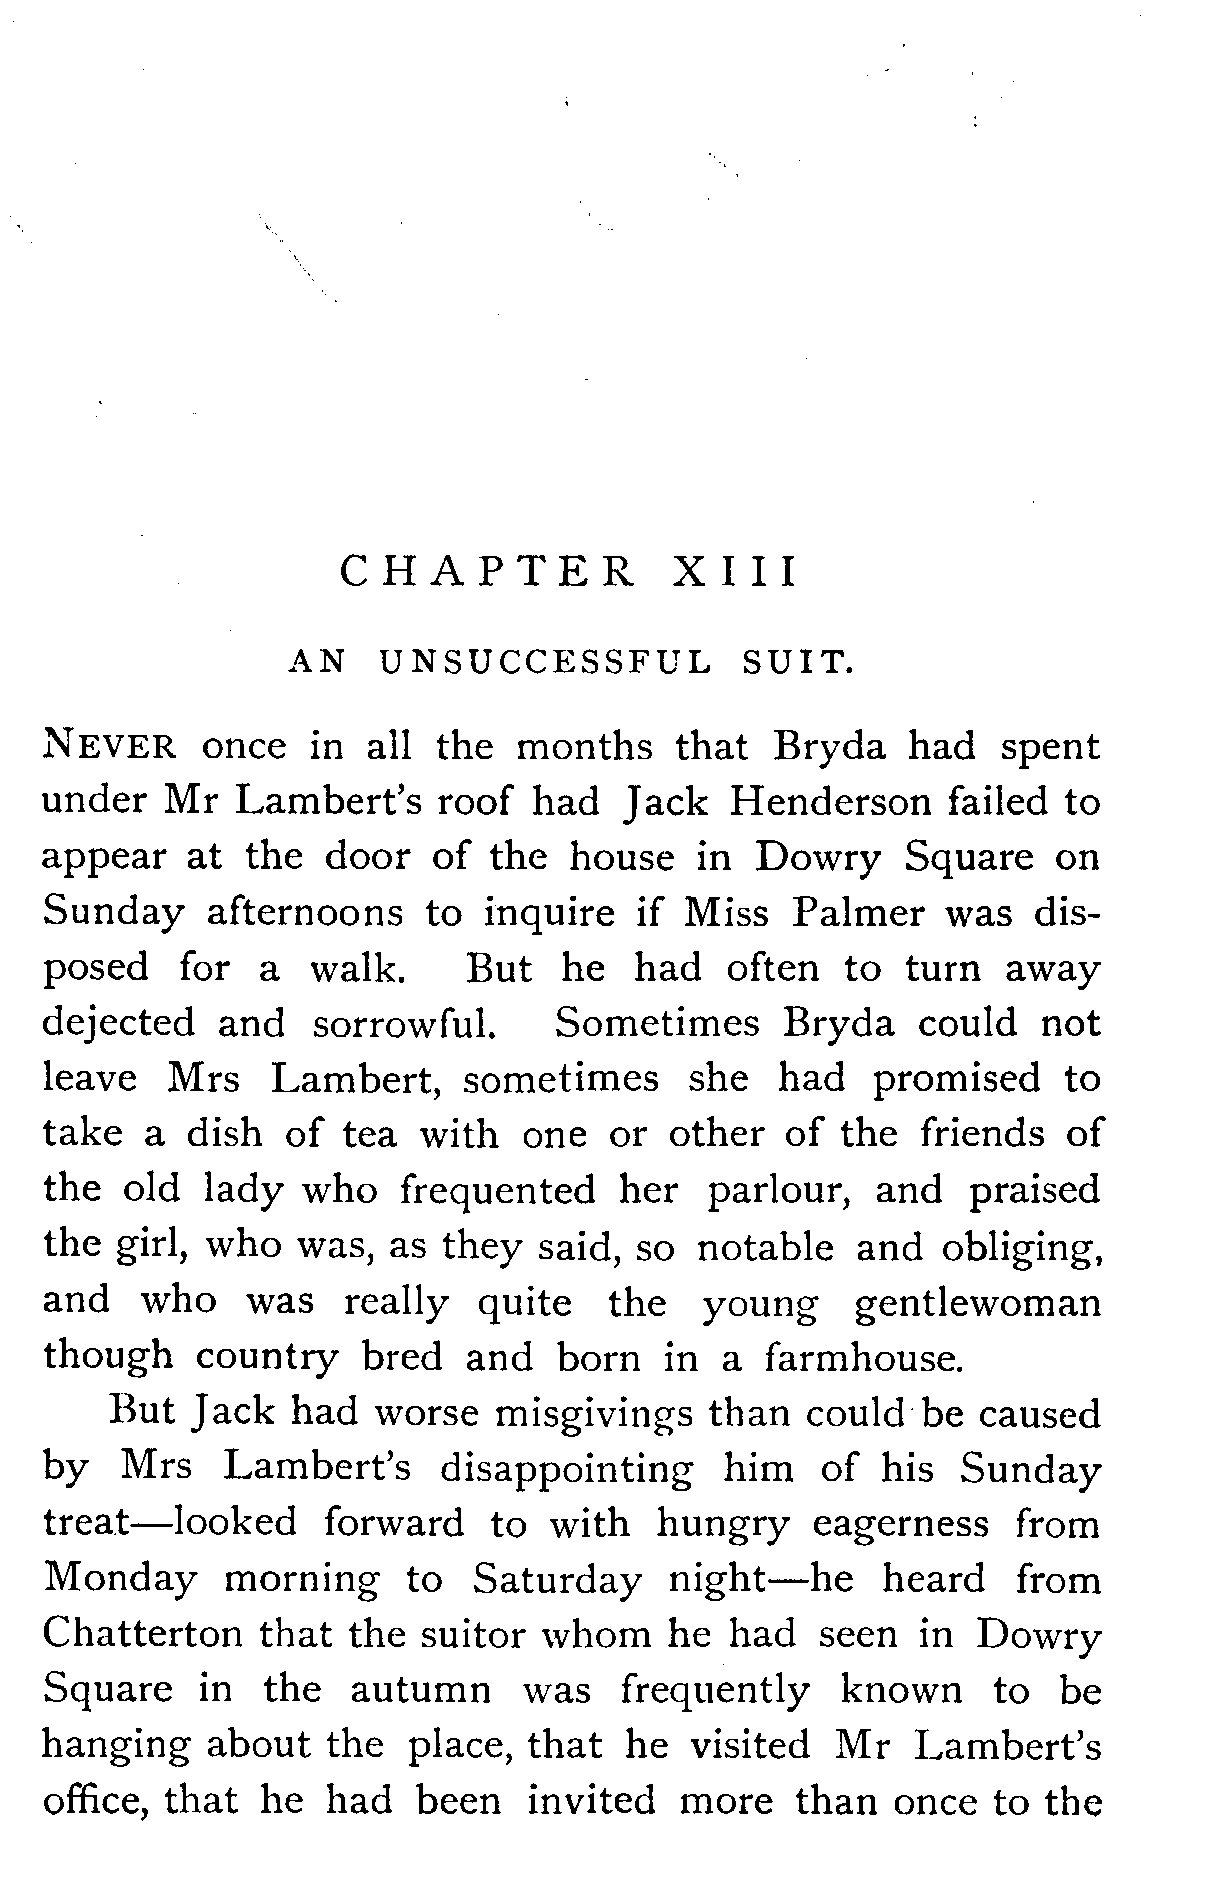 CHAPTER XIII
AN UNSUCCESSFUL SUIT.
NEVER once in all the months that Bryda had spent
under Mr Lambert's roof had Jack Henderson failed to
appear at the door of the house in Dowry Square on
Sunday afternoons to inquire if Miss Palmer was dis-
posed for a walk. But he had often to turn away
dejected and sorrowful. Sometimes Bryda could not
leave Mrs Lambert, sometimes she had promised to
take a dish of tea with one or other of the friends of
the old lady who frequented her parlour, and praised
the girl, who was, as they said, so notable and obliging,
and who was really quite the young gentlewoman
though country bred and born in a farmhouse.
But Jack had worse misgivings than could be caused
by Mrs Lambert's disappointing him of his Sunday
treat—looked forward to with hungry eagerness from
Monday morning to Saturday night—he heard from
Chatterton that the suitor whom he had seen in Dowry
Square in the autumn was frequently known to be
hanging about the place, that he visited Mr Lambert's
office, that he had been invited more than once to the